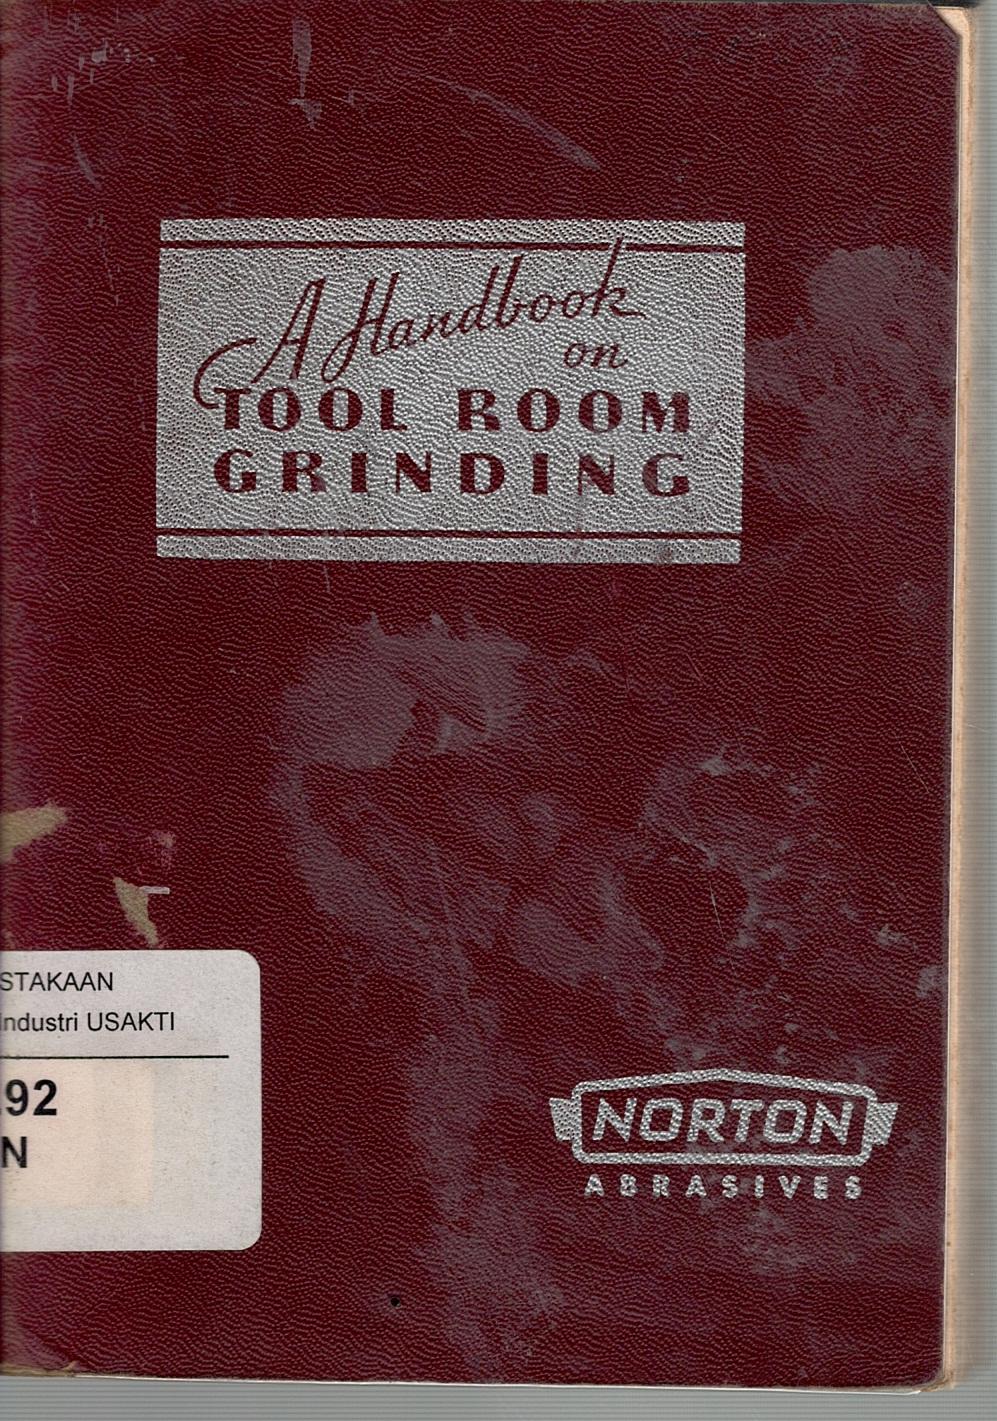 A Handbook
on
TOOL ROOM
GRINDING
STAKAAN
Industri USAKTI
.92
N
NORTON
ABRASIVES